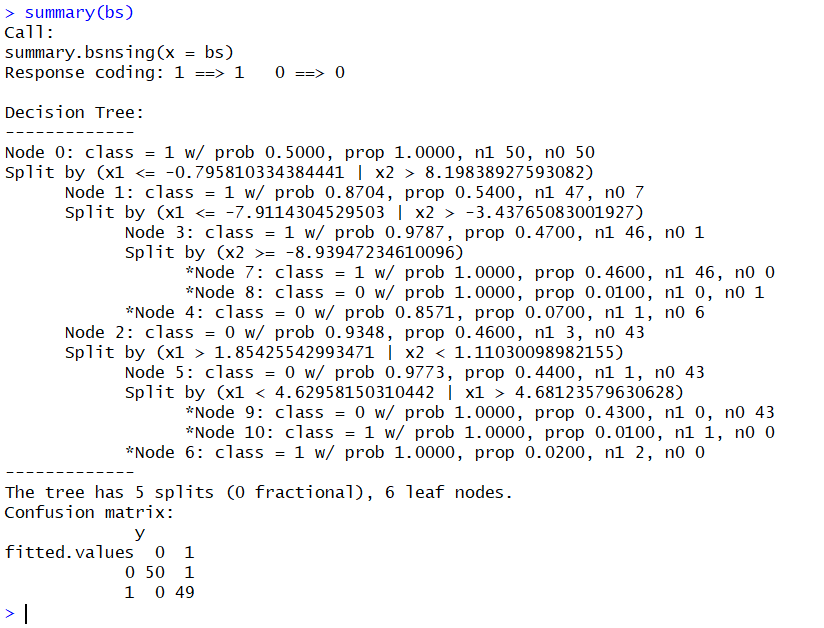 > summary(bs)
Call:
summary.bsnsing(x = bs)
Response coding: 1 ==> 1   0 ==> 0

Decision Tree:
-------------
Node 0: class = 1 w/ prob 0.5000, prop 1.0000, n1 50, n0 50
Split by (x1 <= -0.795810334384441 | x2 > 8.19838927593082)
      Node 1: class = 1 w/ prob 0.8704, prop 0.5400, n1 47, n0 7
      Split by (x1 <= -7.9114304529503 | x2 > -3.43765083001927)
            Node 3: class = 1 w/ prob 0.9787, prop 0.4700, n1 46, n0 1
            Split by (x2 >= -8.93947234610096)
                  *Node 7: class = 1 w/ prob 1.0000, prop 0.4600, n1 46, n0 0
                  *Node 8: class = 0 w/ prob 1.0000, prop 0.0100, n1 0, n0 1
            *Node 4: class = 0 w/ prob 0.8571, prop 0.0700, n1 1, n0 6
      Node 2: class = 0 w/ prob 0.9348, prop 0.4600, n1 3, n0 43
      Split by (x1 > 1.85425542993471 | x2 < 1.11030098982155)
            Node 5: class = 0 w/ prob 0.9773, prop 0.4400, n1 1, n0 43
            Split by (x1 < 4.62958150310442 | x1 > 4.68123579630628)
                  *Node 9: class = 0 w/ prob 1.0000, prop 0.4300, n1 0, n0 43
                  *Node 10: class = 1 w/ prob 1.0000, prop 0.0100, n1 1, n0 0
            *Node 6: class = 1 w/ prob 1.0000, prop 0.0200, n1 2, n0 0
-------------
The tree has 5 splits (0 fractional), 6 leaf nodes.
Confusion matrix:
             y
fitted.values  0  1
            0 50  1
            1  0 49
>